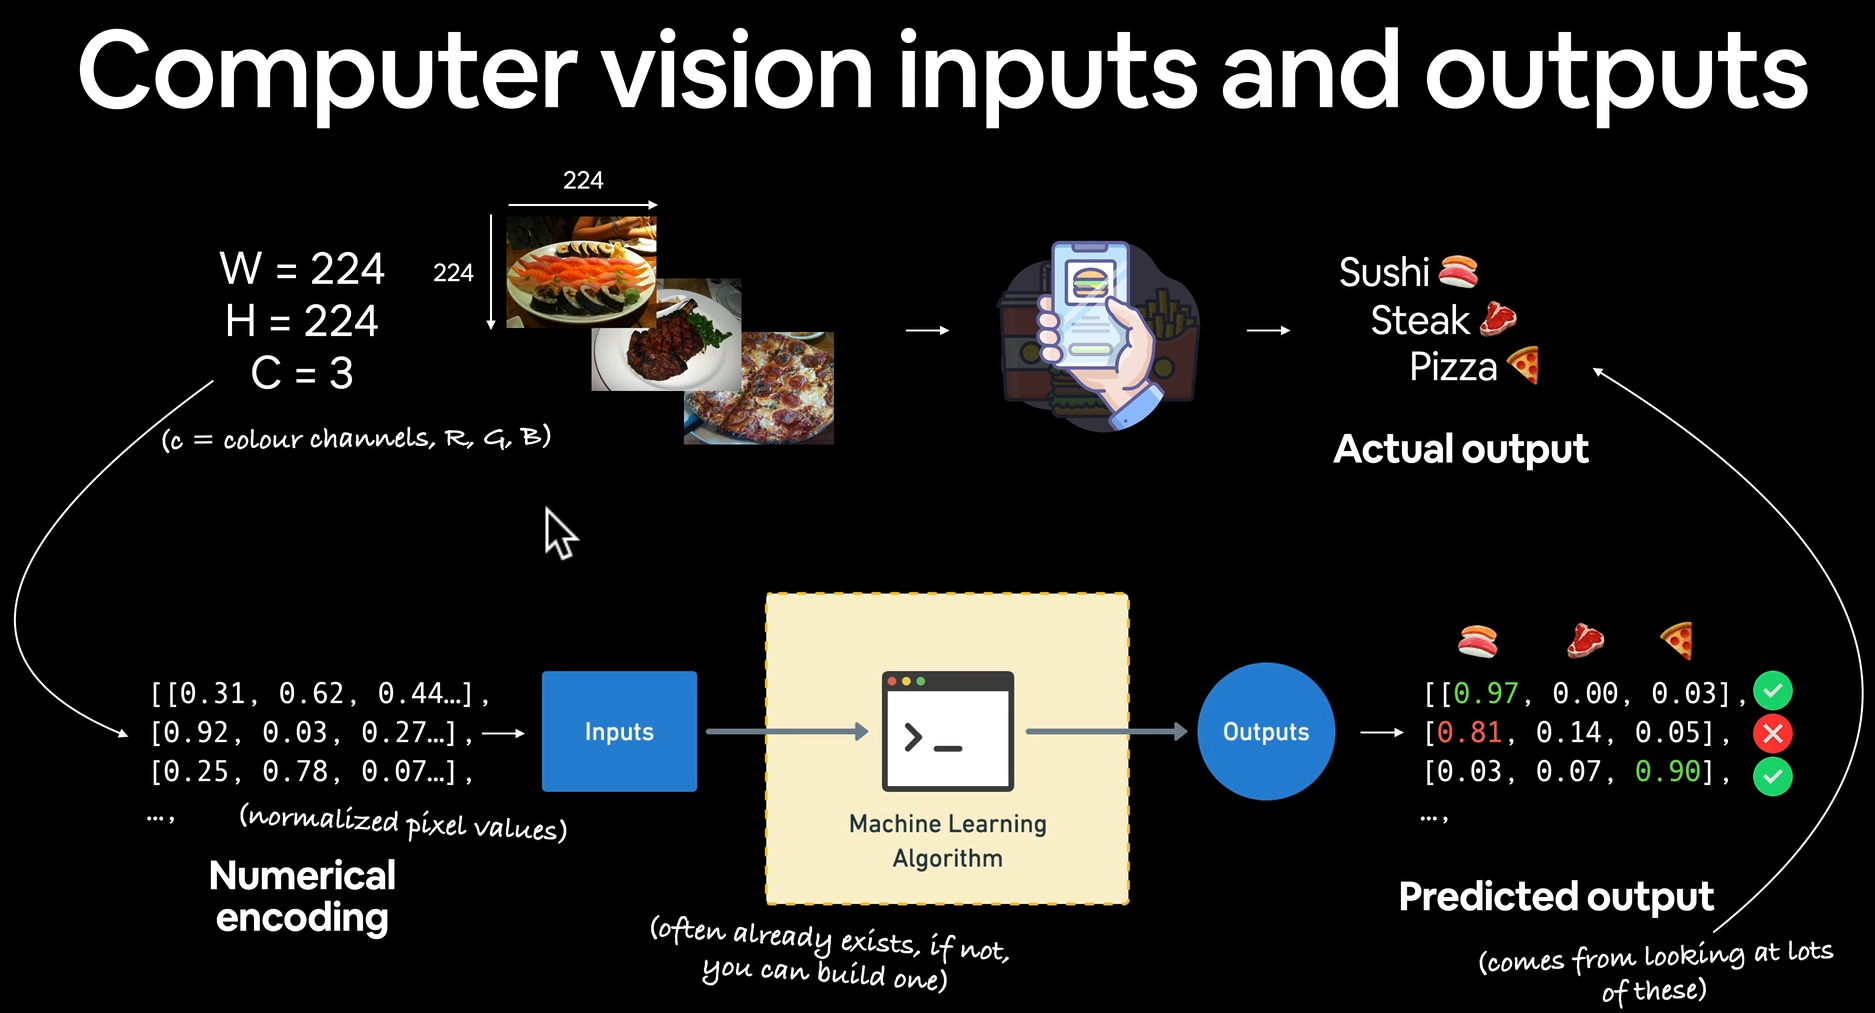 Computer vision inputs and outputs
224
224
W = 224
H = 224
C = 3
(c = colour channels, R, G, B)
Sushi 🍣
Steak 🥩
Pizza 🍕
Actual output
[[0.31, 0.62, 0.44…],
[0.92, 0.03, 0.27…],
[0.25, 0.78, 0.07…],
…,
(normalized pixel values)
Numerical
encoding
Inputs
Machine Learning
Algorithm
(often already exists, if not,
you can build one)
Outputs
[[0.97, 0.00, 0.03],
[0.81, 0.14, 0.05],
[0.03, 0.07, 0.90],
…,
Predicted output
(comes from looking at lots
of these)